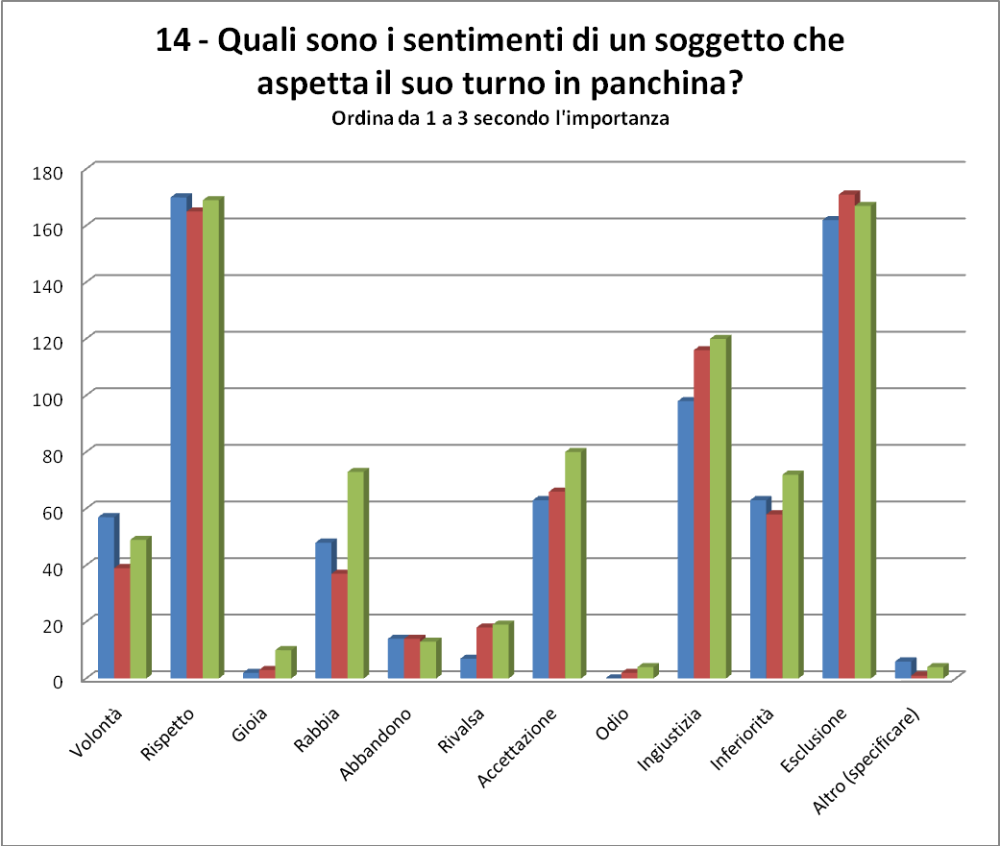 14 - Quali sono i sentimenti di un soggetto che
aspetta il suo turno in panchina?
Ordina da 1 a 3 secondo l'importanza
180
160
140
120
100
80
60
40
20
0
Volontà
Rispetto
Gioia
Rabbia
Abbandono
Rivalsa
Accettazione
Odio
Ingiustizia
Inferiorità
Esclusione
Altro (specificare)